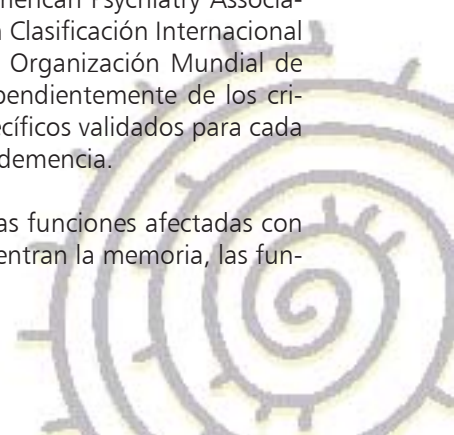 merican Psychiatry Associa-
Clasificación Internacional
Organización Mundial de
pendientemente de los cri-
ecíficos validados para cada
demencia.
as funciones afectadas con
entran la memoria, las fun-